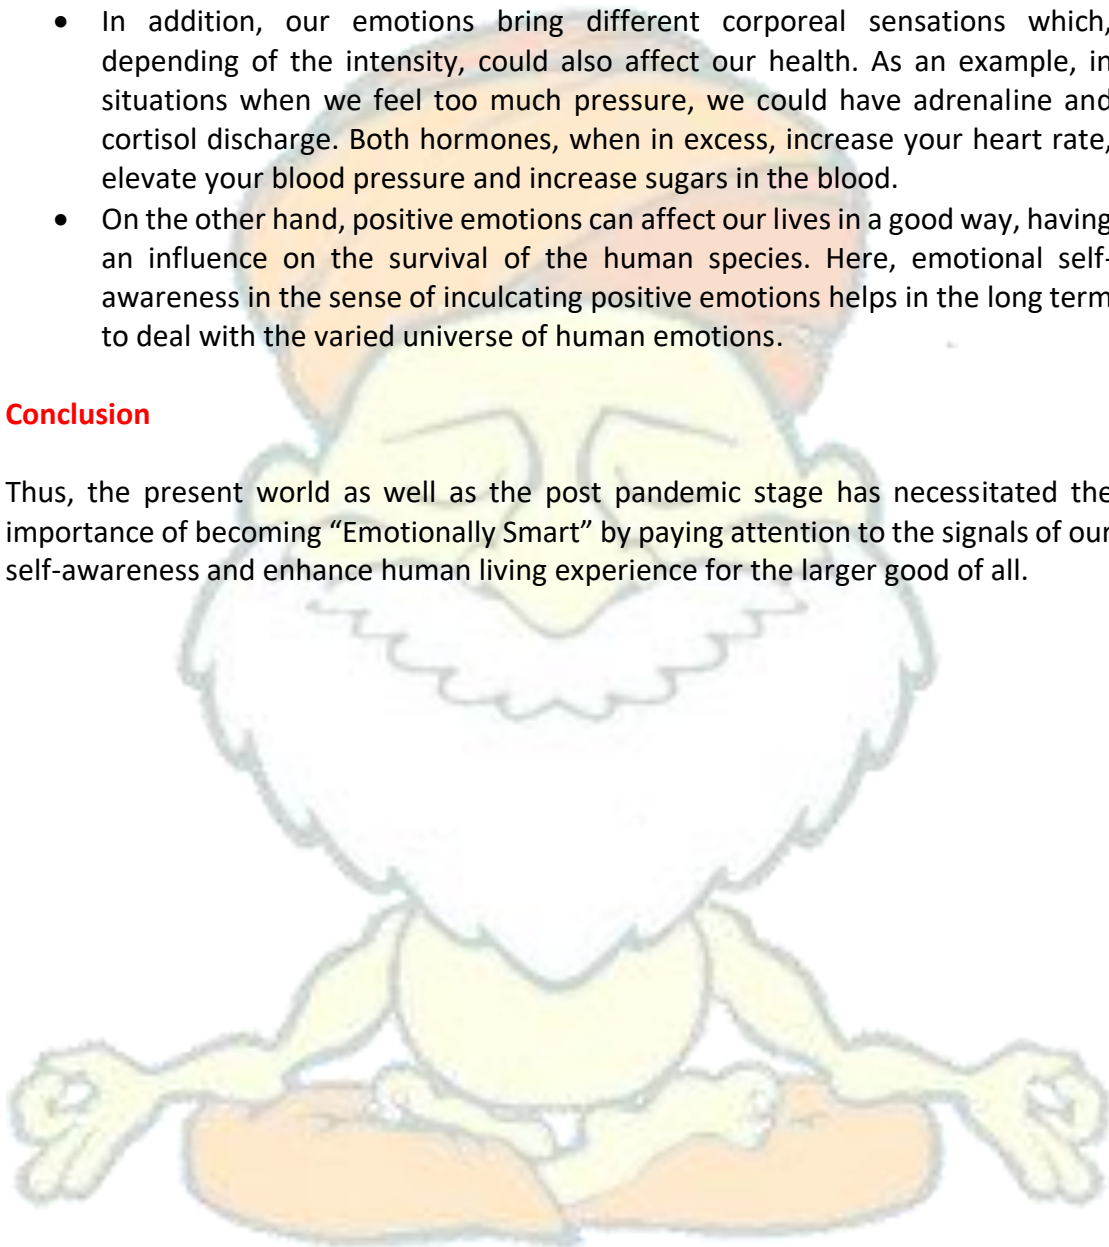 • In addition, our emotions bring different corporeal sensations which,
depending of the intensity, could also affect our health. As an example, in
situations when we feel too much pressure, we could have adrenaline and
cortisol discharge. Both hormones, when in excess, increase your heart rate,
elevate your blood pressure and increase sugars in the blood.
• On the other hand, positive emotions can affect our lives in a good way, having
an influence on the survival of the human species. Here, emotional self-
awareness in the sense of inculcating positive emotions helps in the long term
to deal with the varied universe of human emotions.
Conclusion
Thus, the present world as well as the post pandemic stage has necessitated the
importance of becoming “Emotionally Smart” by paying attention to the signals of our
self-awareness and enhance human living experience for the larger good of all.